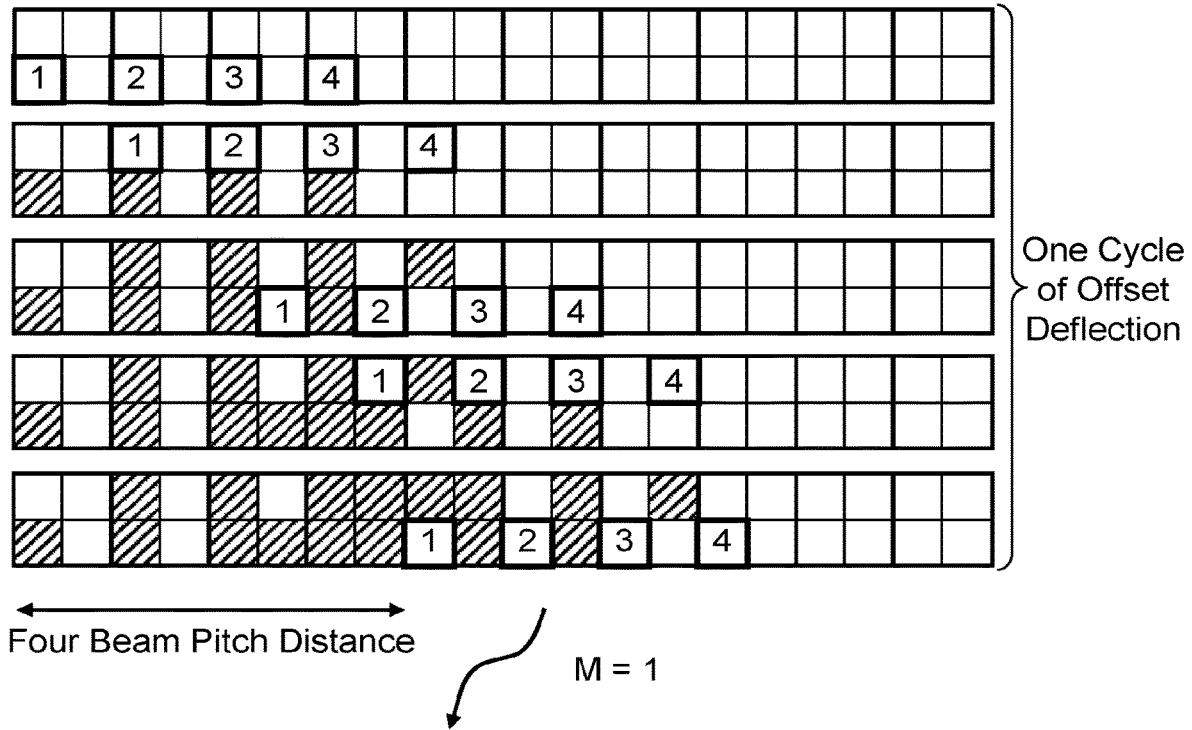 1 2 3 4
1 2 3 4
1 2 3 4
1 2 3 4
1 2 3 4
One Cycle
of Offset
Deflection
Four Beam Pitch Distance
M = 1